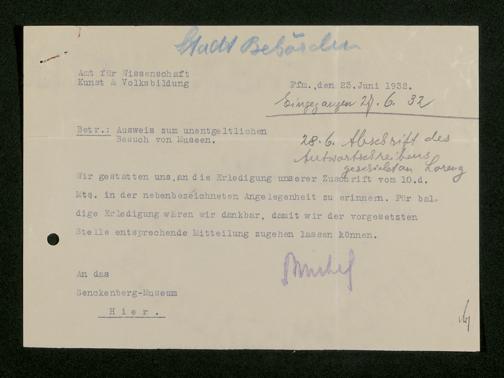 Stadt Behörden
Amt für Wissenschaft
Kunst & Volksbildung
Ffm., den 23. Juni 1932.
Eingegangen 27. 6. 32
Betr.: Ausweis zum unentgeltlichen
Besuch von Museen.
28.6. Abschrift des
Antwortschreibens
geschickt an Lorenz
Wir gestatten uns, an die Erledigung unserer Zuschrift vom 10.d.
Mts. in der nebenbezeichneten Angelegenheit zu erinnern. Für bal-
dige Erledigung wären wir dankbar, damit wir der vorgesetzten
Stelle entsprechende Mitteilung zugehen lassen können.
An das
Senckenberg-Museum
Hier.